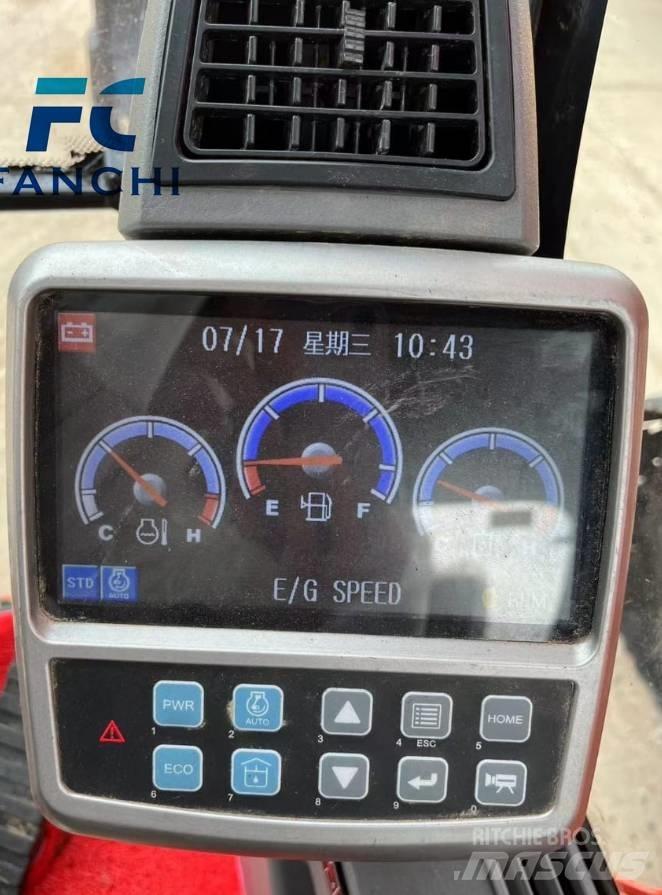 FC
FANCHI
07/17 星期三 10:43
E F
C H
STD AUTO
E/G SPEED
PWR AUTO HOME
1 2 3 4 ESC 5
ECO
6 7 8 9 0
RITCHIE BROS
MASCUS